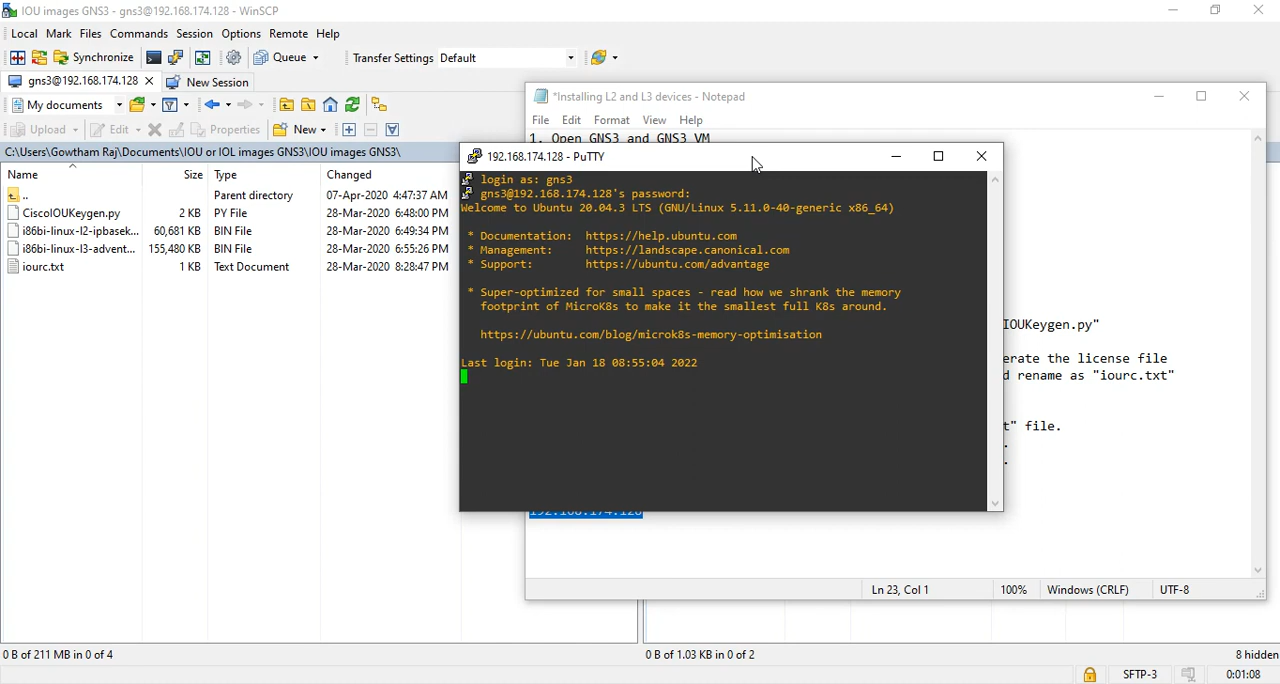 IOU images GNS3 - gns3@192.168.174.128 - WinSCP
Local Mark Files Commands Session Options Remote Help
Synchronize Queue Transfer Settings Default
gns3@192.168.174.128 New Session
My documents
Upload Edit Properties New
C:\Users\Gowtham Raj\Documents\IOU or IOL images GNS3\IOU images GNS3\
Name Size Type Changed
.. Parent directory 07-Apr-2020 4:47:37 AM
CiscoIOUKeygen.py 2 KB PY File 28-Mar-2020 6:48:00 PM
i86bi-linux-l2-ipbasek... 60,681 KB BIN File 28-Mar-2020 6:49:34 PM
i86bi-linux-l3-advent... 155,480 KB BIN File 28-Mar-2020 6:55:26 PM
iourc.txt 1 KB Text Document 28-Mar-2020 8:28:47 PM
*Installing L2 and L3 devices - Notepad
File Edit Format View Help
1. Open GNS3 and GNS3 VM
192.168.174.128 - PuTTY
login as: gns3
gns3@192.168.174.128's password:
Welcome to Ubuntu 20.04.3 LTS (GNU/Linux 5.11.0-40-generic x86_64)
* Documentation: https://help.ubuntu.com
* Management: https://landscape.canonical.com
* Support: https://ubuntu.com/advantage
* Super-optimized for small spaces - read how we shrank the memory
footprint of MicroK8s to make it the smallest full K8s around.
https://ubuntu.com/blog/microk8s-memory-optimisation
Last login: Tue Jan 18 08:55:04 2022
IOUKeygen.py"
erate the license file
d rename as "iourc.txt"
t" file.
.
.
192.168.174.128
Ln 23, Col 1 100% Windows (CRLF) UTF-8
0 B of 211 MB in 0 of 4 0 B of 1.03 KB in 0 of 2 8 hidden
SFTP-3 0:01:08